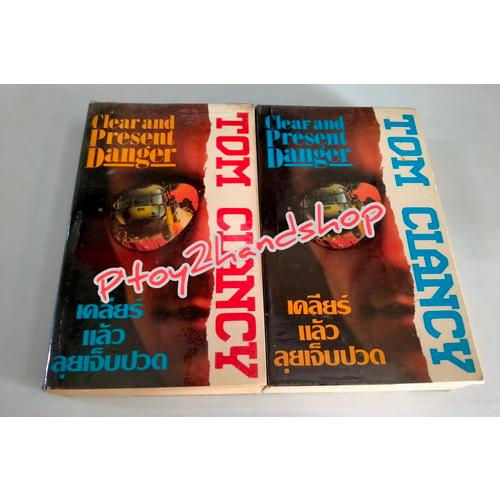 Clear and
Present
Danger
TOM CLANCY
เคลียร์
แล้ว
ลุยเจ็บปวด
Clear and
Present
Danger
TOM CLANCY
เคลียร์
แล้ว
ลุยเจ็บปวด
Ptoy2handshop